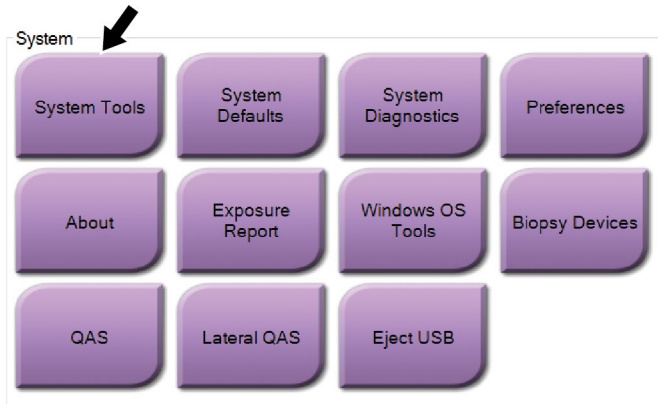 System
System Tools
System
Defaults
System
Diagnostics
Preferences
About
Exposure
Report
Windows OS
Tools
Biopsy Devices
QAS
Lateral QAS
Eject USB